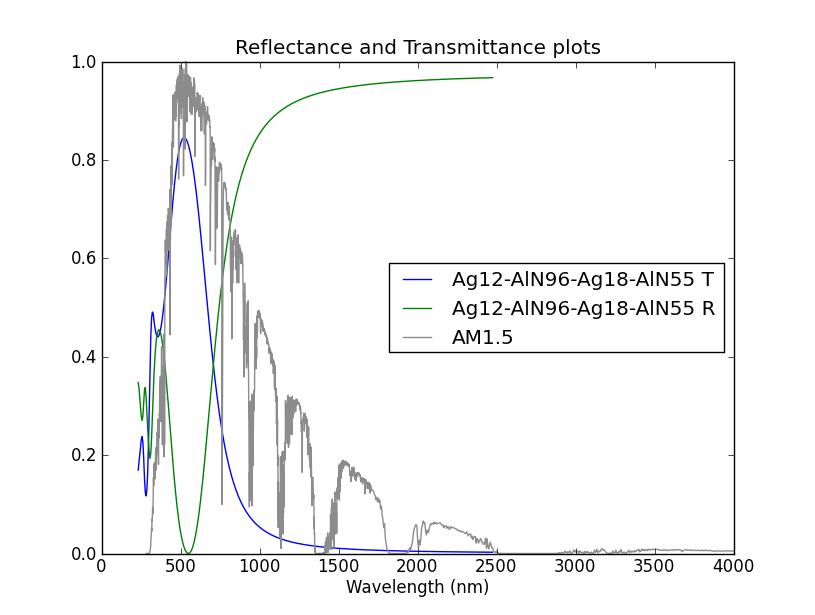 Reflectance and Transmittance plots
1.0
0.8
0.6
0.4
0.2
0.0
Ag12-AlN96-Ag18-AlN55 T
Ag12-AlN96-Ag18-AlN55 R
AM1.5
0 500 1000 1500 2000 2500 3000 3500 4000
Wavelength (nm)